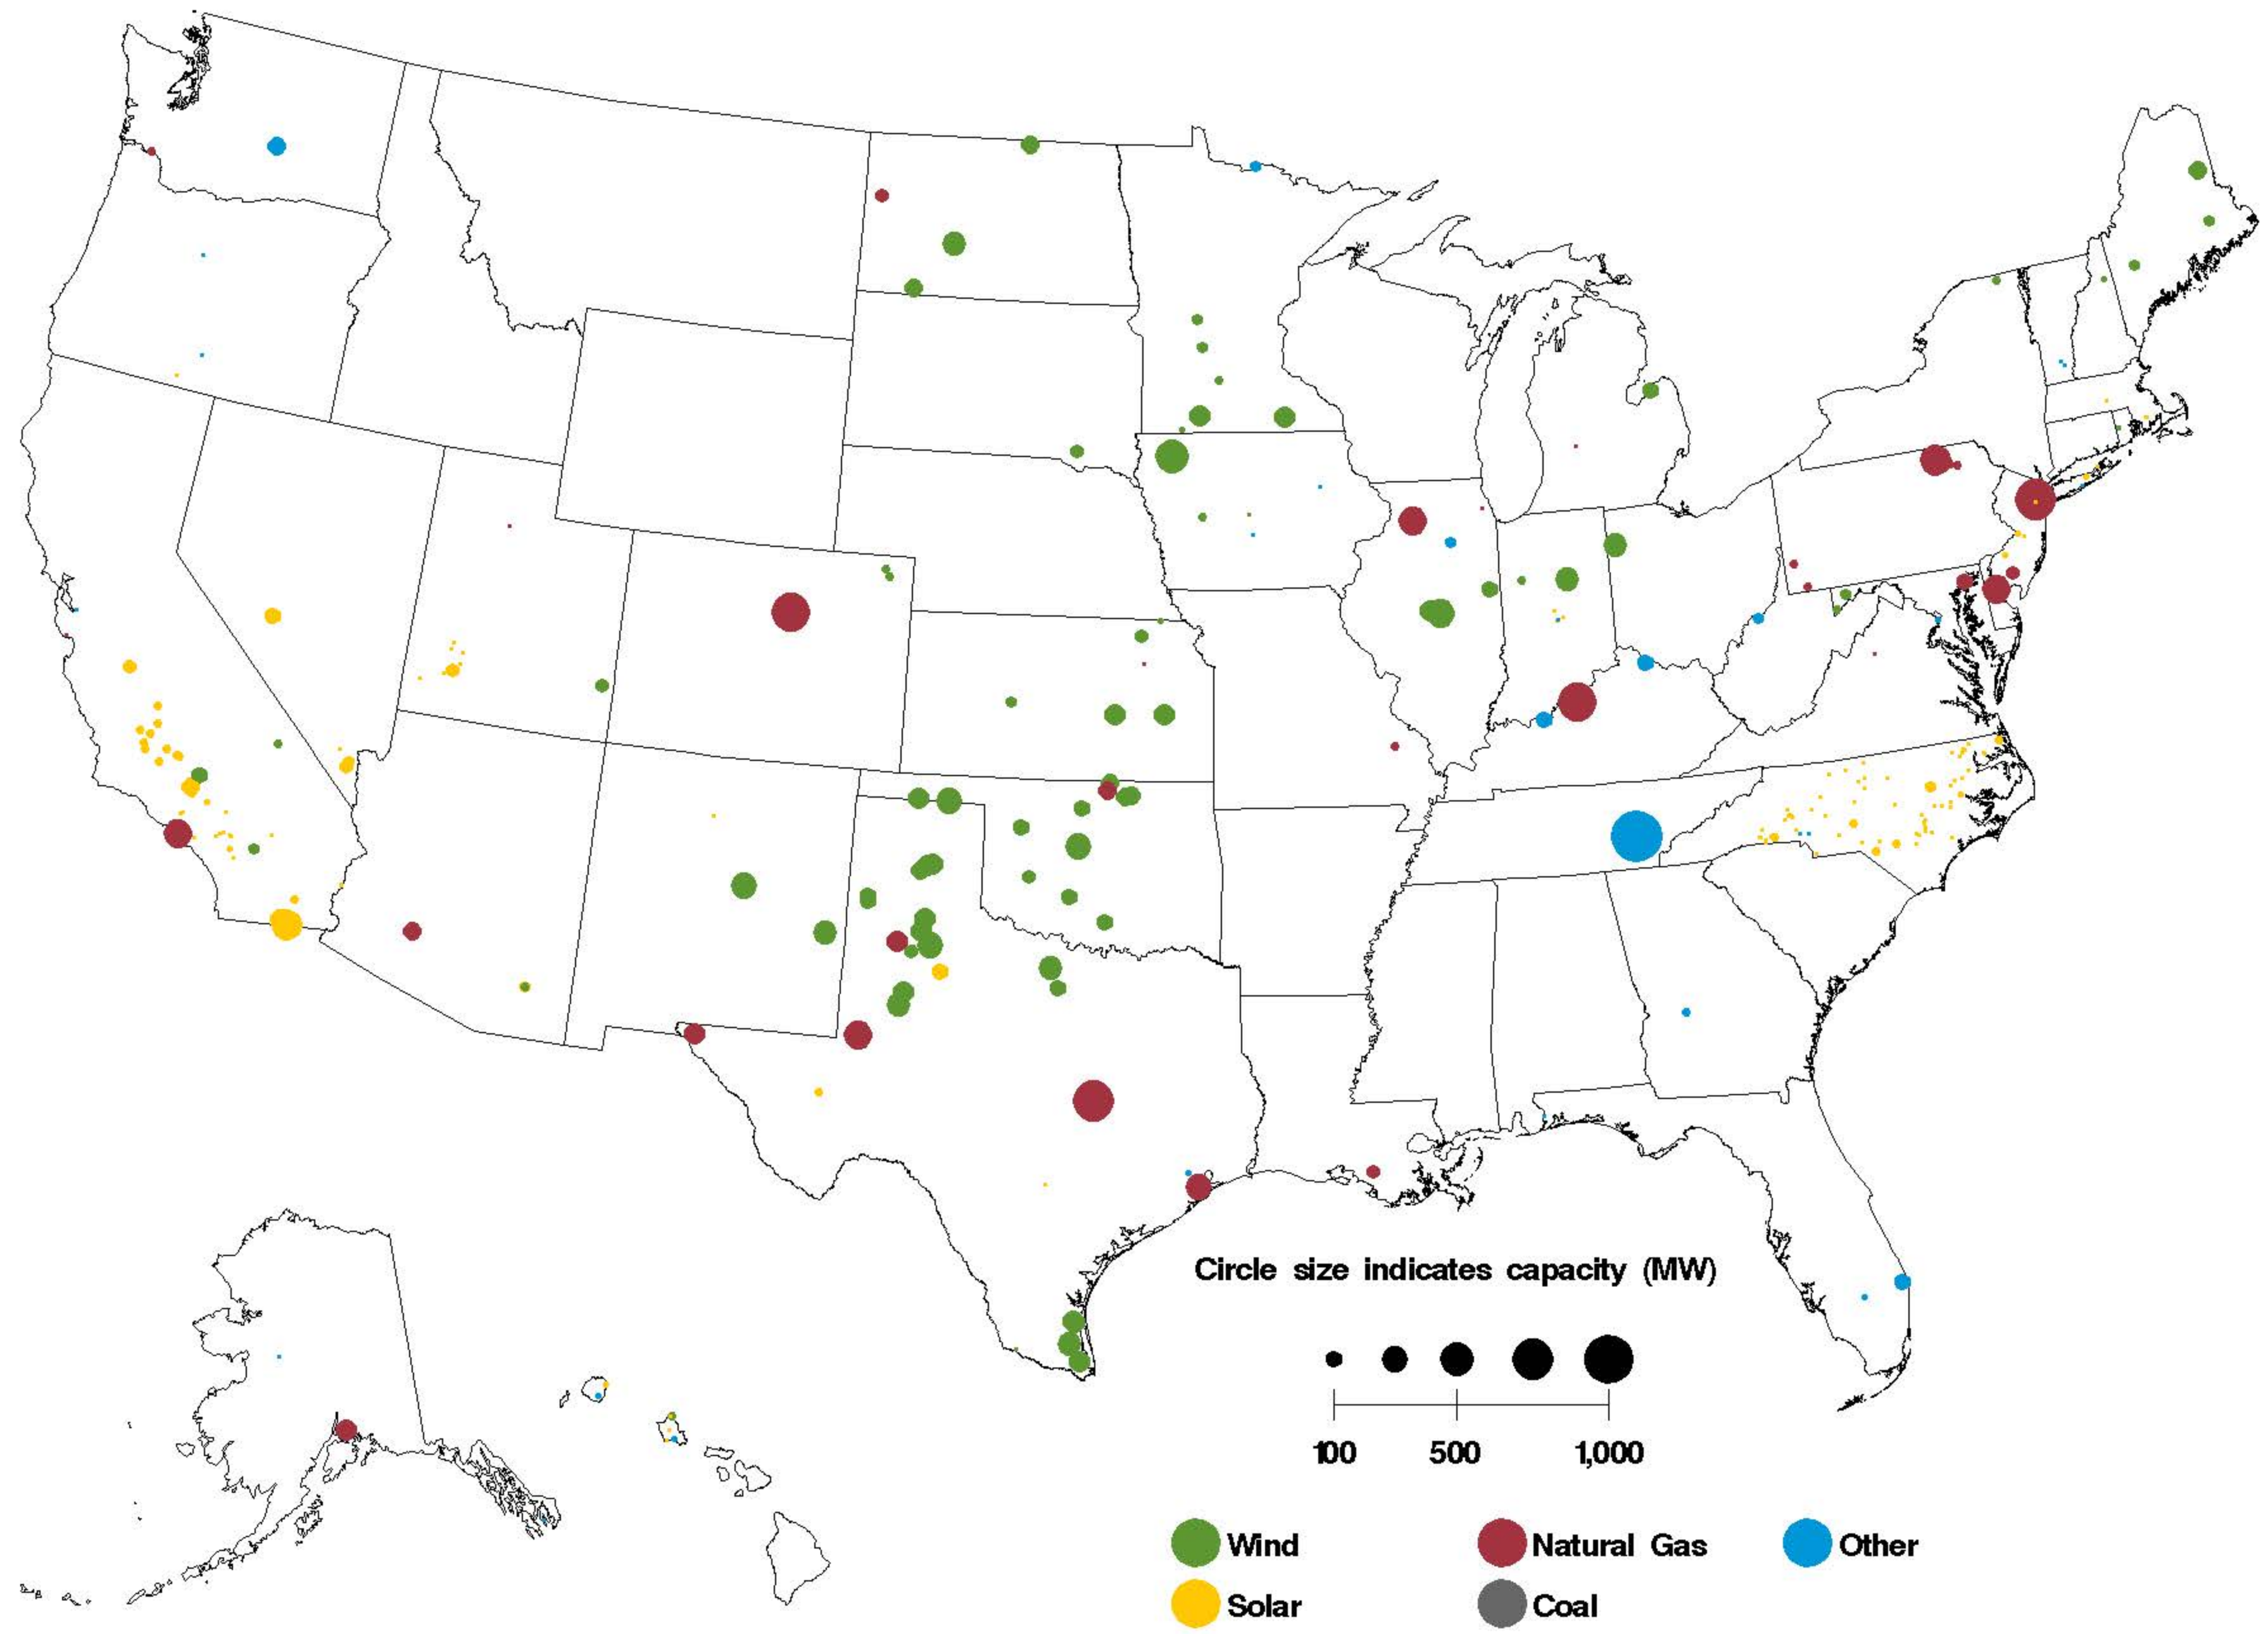 Circle size indicates capacity (MW)
100 500 1,000
Wind Natural Gas Other
Solar Coal